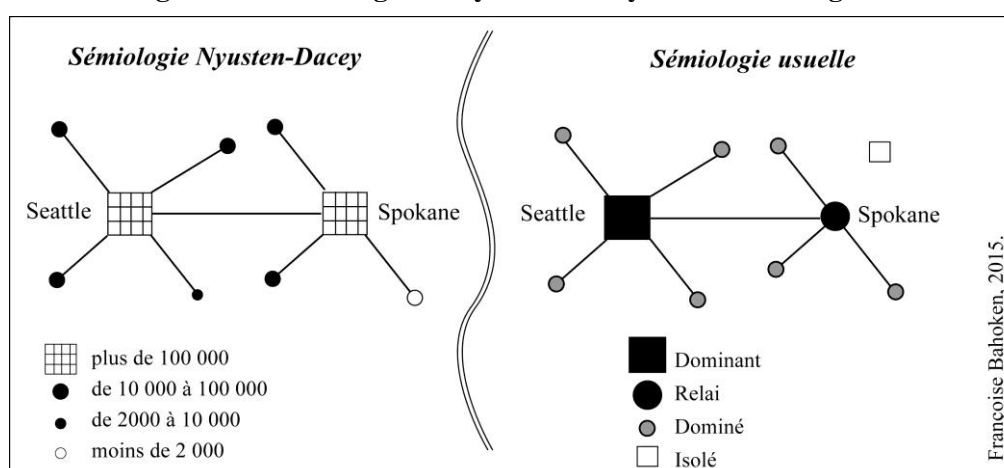 Sémiologie Nyusten-Dacey
Seattle
Spokane
plus de 100 000
de 10 000 à 100 000
de 2000 à 10 000
moins de 2 000
Sémiologie usuelle
Seattle
Spokane
Dominant
Relai
Dominé
Isolé
Françoise Bahoken, 2015.